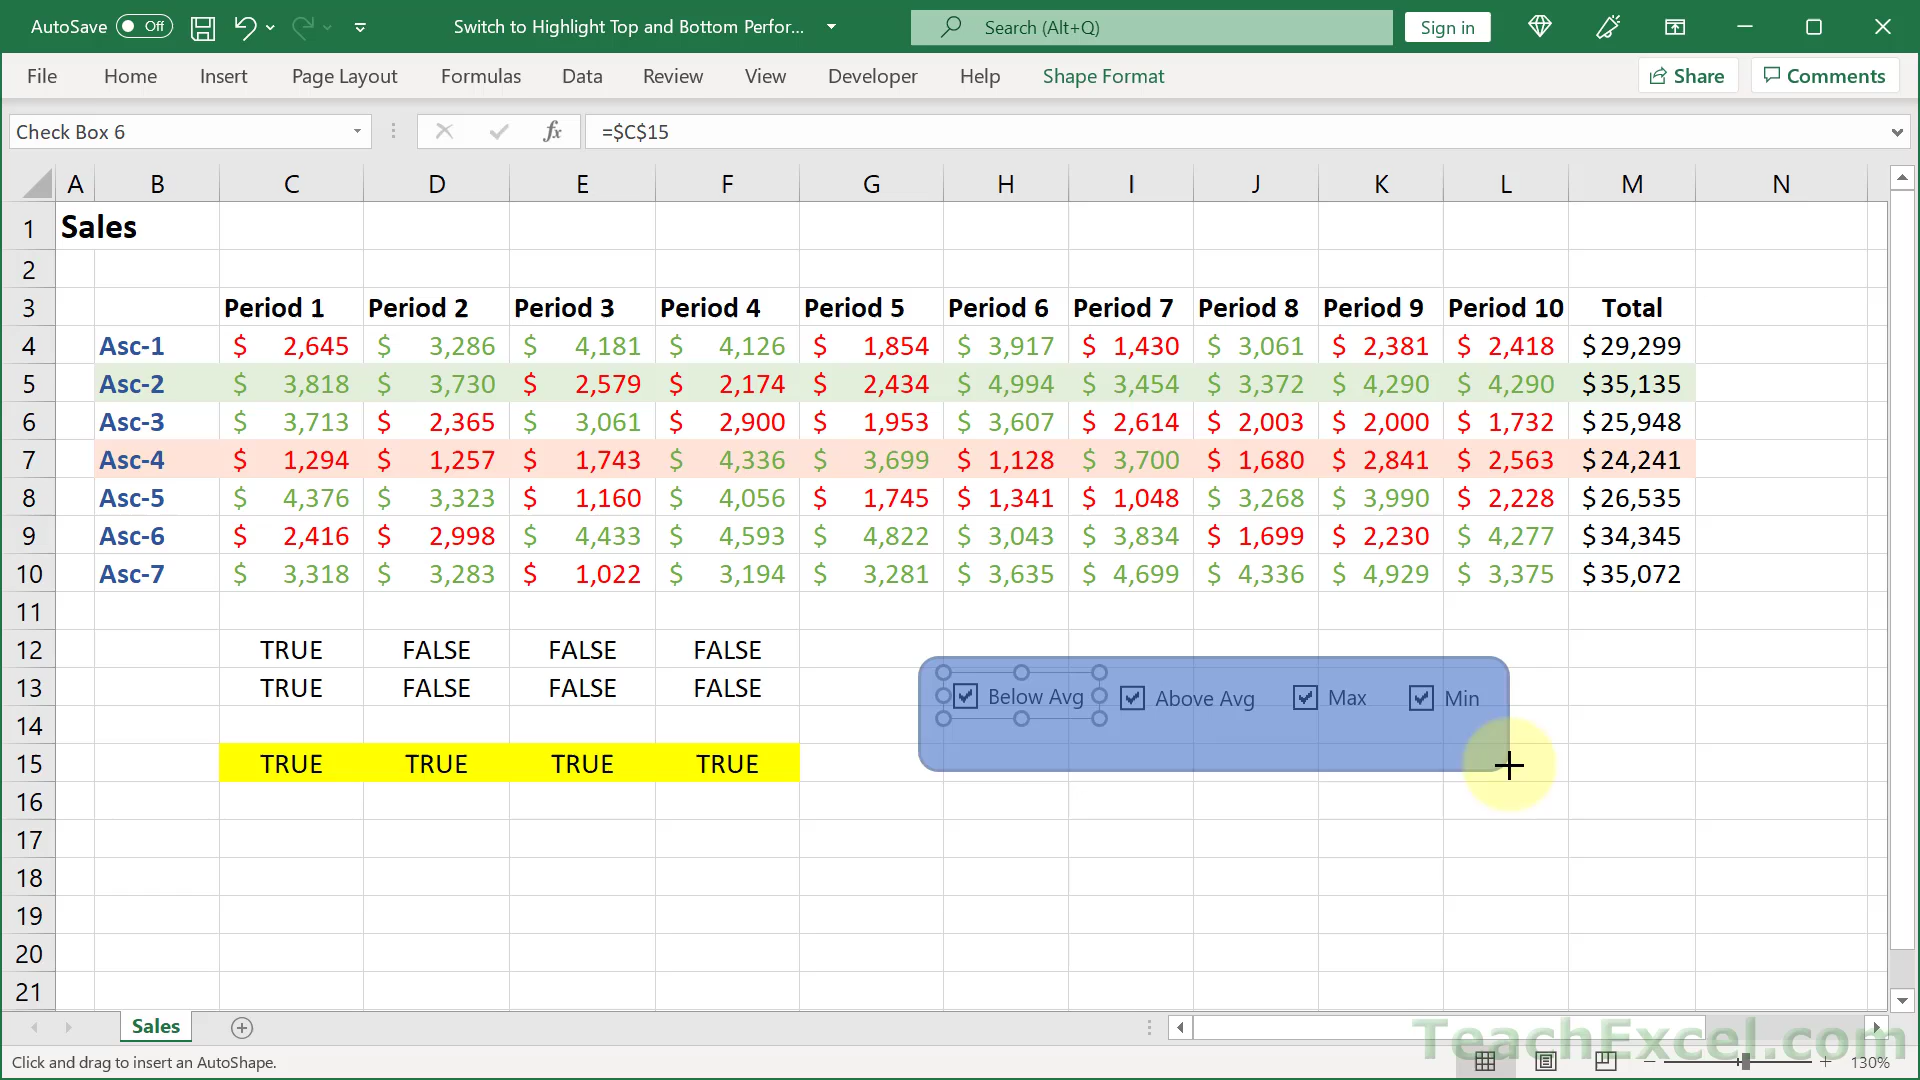 AutoSave Off Switch to Highlight Top and Bottom Perfor... Search (Alt+Q) Sign in
File Home Insert Page Layout Formulas Data Review View Developer Help Shape Format Share Comments
Check Box 6 fx =$C$15
A B C D E F G H I J K L M N
1 Sales
2
3 Period 1 Period 2 Period 3 Period 4 Period 5 Period 6 Period 7 Period 8 Period 9 Period 10 Total
4 Asc-1 $ 2,645 $ 3,286 $ 4,181 $ 4,126 $ 1,854 $ 3,917 $ 1,430 $ 3,061 $ 2,381 $ 2,418 $29,299
5 Asc-2 $ 3,818 $ 3,730 $ 2,579 $ 2,174 $ 2,434 $ 4,994 $ 3,454 $ 3,372 $ 4,290 $ 4,290 $35,135
6 Asc-3 $ 3,713 $ 2,365 $ 3,061 $ 2,900 $ 1,953 $ 3,607 $ 2,614 $ 2,003 $ 2,000 $ 1,732 $25,948
7 Asc-4 $ 1,294 $ 1,257 $ 1,743 $ 4,336 $ 3,699 $ 1,128 $ 3,700 $ 1,680 $ 2,841 $ 2,563 $24,241
8 Asc-5 $ 4,376 $ 3,323 $ 1,160 $ 4,056 $ 1,745 $ 1,341 $ 1,048 $ 3,268 $ 3,990 $ 2,228 $26,535
9 Asc-6 $ 2,416 $ 2,998 $ 4,433 $ 4,593 $ 4,822 $ 3,043 $ 3,834 $ 1,699 $ 2,230 $ 4,277 $34,345
10 Asc-7 $ 3,318 $ 3,283 $ 1,022 $ 3,194 $ 3,281 $ 3,635 $ 4,699 $ 4,336 $ 4,929 $ 3,375 $35,072
11
12 TRUE FALSE FALSE FALSE
13 TRUE FALSE FALSE FALSE
Below Avg Above Avg Max Min
14
15 TRUE TRUE TRUE TRUE
16
17
18
19
20
21
Sales
TeachExcel.com
Click and drag to insert an AutoShape. 130%